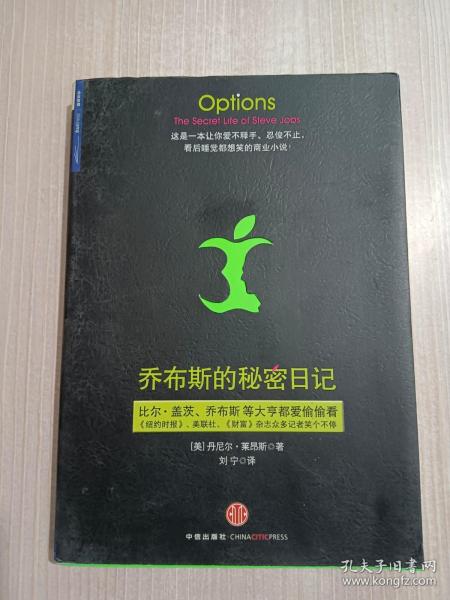 Options
The Secret Life of Steve Jobs
这是一本让你爱不释手、忍俊不止,
看后睡觉都想笑的商业小说!
乔布斯的秘密日记
比尔·盖茨、乔布斯等大亨都爱偷偷看
《纽约时报》、美联社、《财富》杂志众多记者笑个不停
[美]丹尼尔·莱昂斯◎著
刘宁◎译
中信出版社·CHINACITICPRESS
孔夫子旧书网
www.kongfz.com